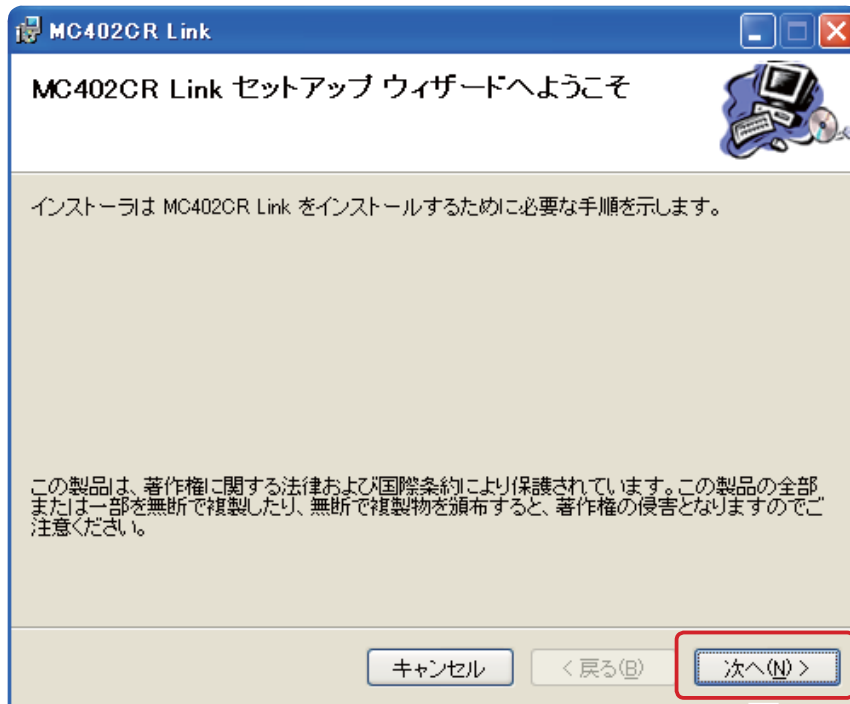 MC402CR Link
MC402CR Link セットアップ ウィザードへようこそ
インストーラは MC402CR Link をインストールするために必要な手順を示します。
この製品は、著作権に関する法律および国際条約により保護されています。この製品の全部
または一部を無断で複製したり、無断で複製物を頒布すると、著作権の侵害となりますのでご
注意ください。
キャンセル
< 戻る(B)
次へ(N) >